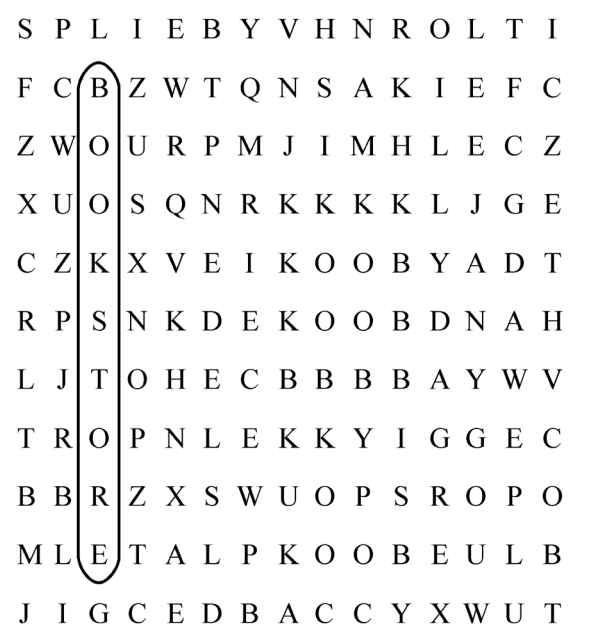 S P L I E B Y V H N R O L T I
F C B Z W T Q N S A K I E F C
Z W O U R P M J I M H L E C Z
X U O S Q N R K K K K L J G E
C Z K X V E I K O O B Y A D T
R P S N K D E K O O B D N A H
L J T O H E C B B B B A Y W V
T R O P N L E K K Y I G G E C
B B R Z X S W U O P S R O P O
M L E T A L P K O O B E U L B
J I G C E D B A C C Y X W U T